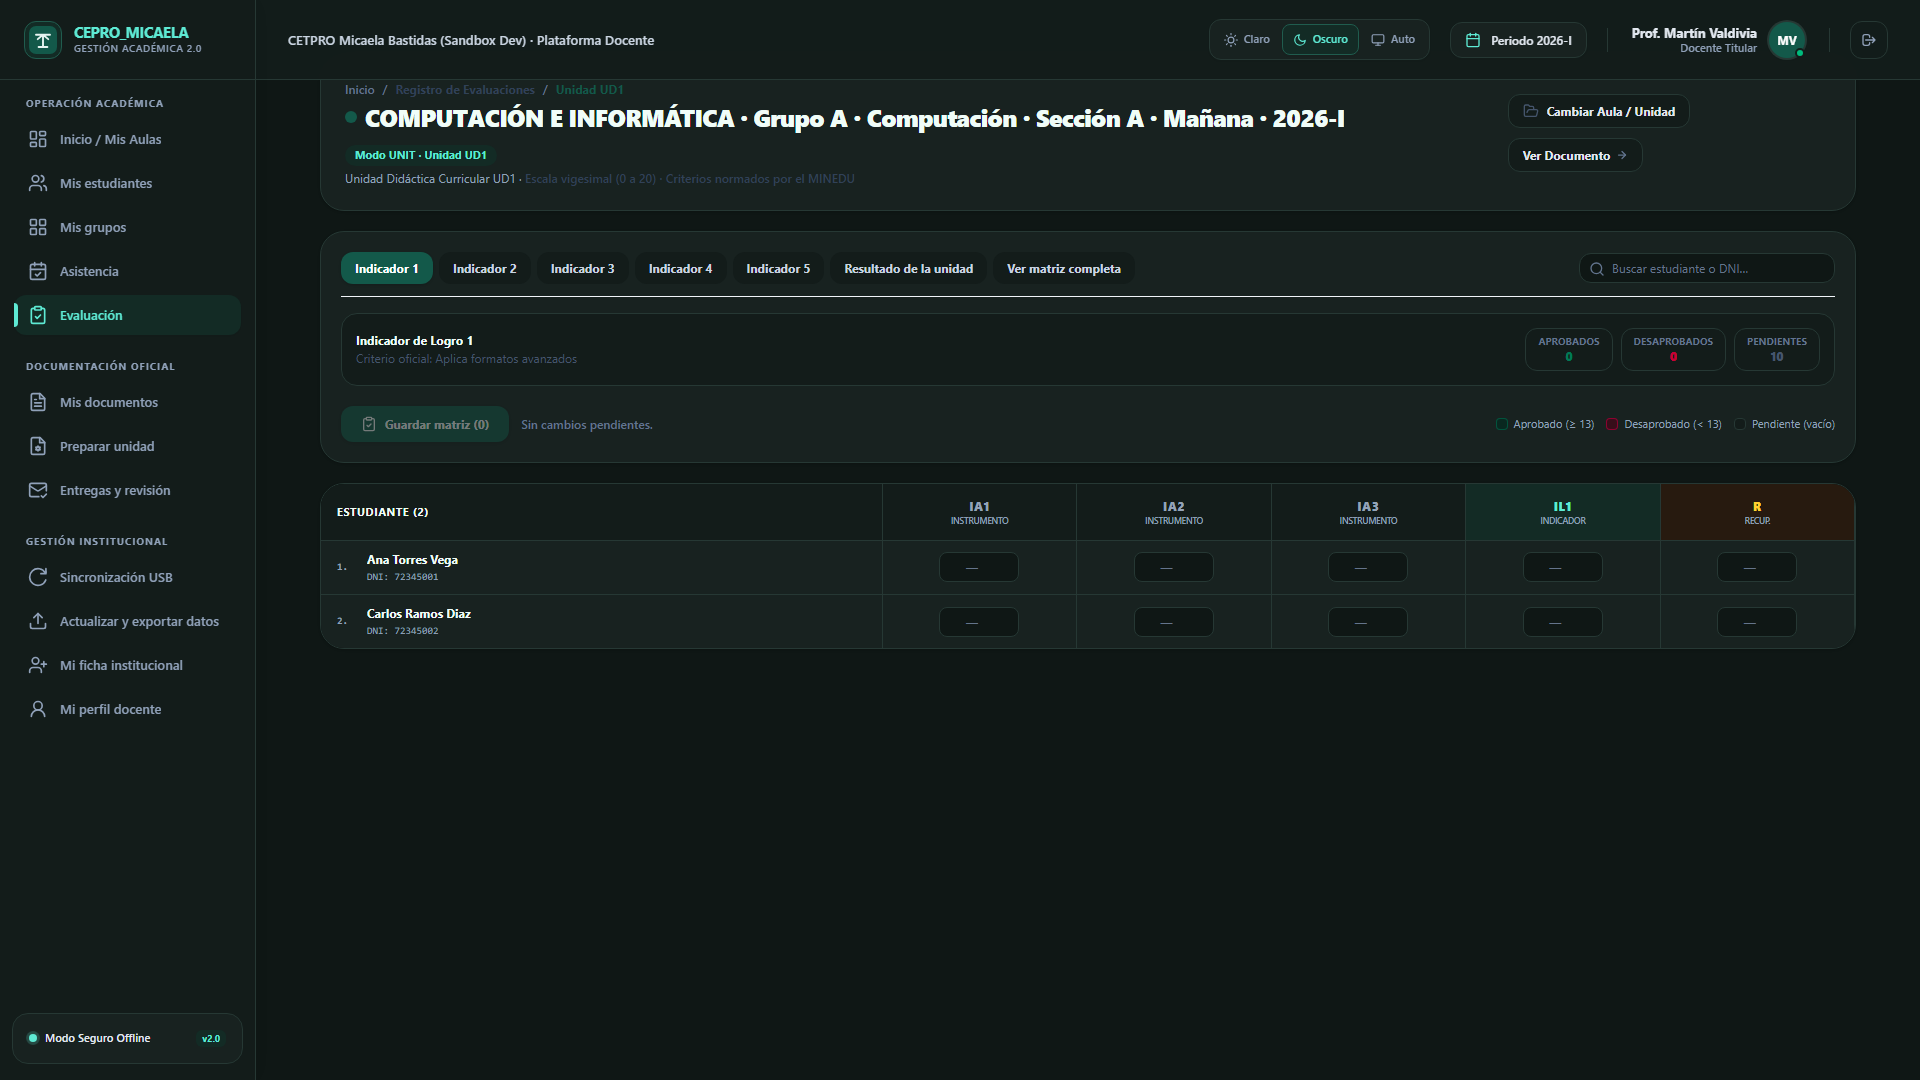 CEPRO_MICAELA
GESTIÓN ACADÉMICA 2.0
CETPRO Micaela Bastidas (Sandbox Dev) · Plataforma Docente
Claro
Oscuro
Auto
Periodo 2026-I
Prof. Martín Valdivia
Docente Titular
MV
OPERACIÓN ACADÉMICA
Inicio / Mis Aulas
Mis estudiantes
Mis grupos
Asistencia
Evaluación
DOCUMENTACIÓN OFICIAL
Mis documentos
Preparar unidad
Entregas y revisión
GESTIÓN INSTITUCIONAL
Sincronización USB
Actualizar y exportar datos
Mi ficha institucional
Mi perfil docente
Modo Seguro Offline
v2.0
Inicio / Registro de Evaluaciones / Unidad UD1
COMPUTACIÓN E INFORMÁTICA · Grupo A · Computación · Sección A · Mañana · 2026-I
Modo UNIT · Unidad UD1
Unidad Didáctica Curricular UD1 · Escala vigesimal (0 a 20) · Criterios normados por el MINEDU
Cambiar Aula / Unidad
Ver Documento →
Indicador 1
Indicador 2
Indicador 3
Indicador 4
Indicador 5
Resultado de la unidad
Ver matriz completa
Buscar estudiante o DNI...
Indicador de Logro 1
Criterio oficial: Aplica formatos avanzados
APROBADOS
0
DESAPROBADOS
0
PENDIENTES
10
Guardar matriz (0)
Sin cambios pendientes.
Aprobado (≥ 13)
Desaprobado (< 13)
Pendiente (vacío)
ESTUDIANTE (2)
IA1
INSTRUMENTO
IA2
INSTRUMENTO
IA3
INSTRUMENTO
IL1
INDICADOR
R
RECUP.
1.
Ana Torres Vega
DNI: 72345001
— — — — —
2.
Carlos Ramos Diaz
DNI: 72345002
— — — — —